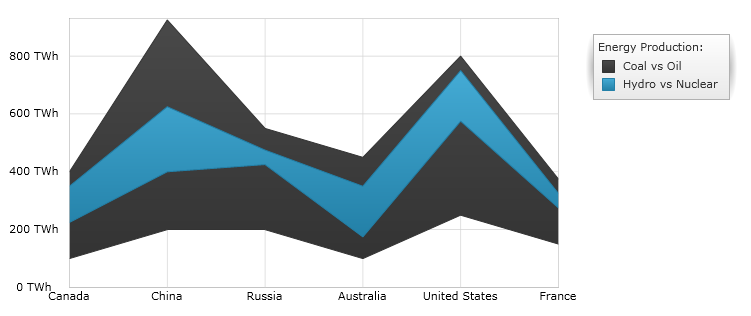 800 TWh
600 TWh
400 TWh
200 TWh
0 TWh
Canada China Russia Australia United States France
Energy Production:
Coal vs Oil
Hydro vs Nuclear